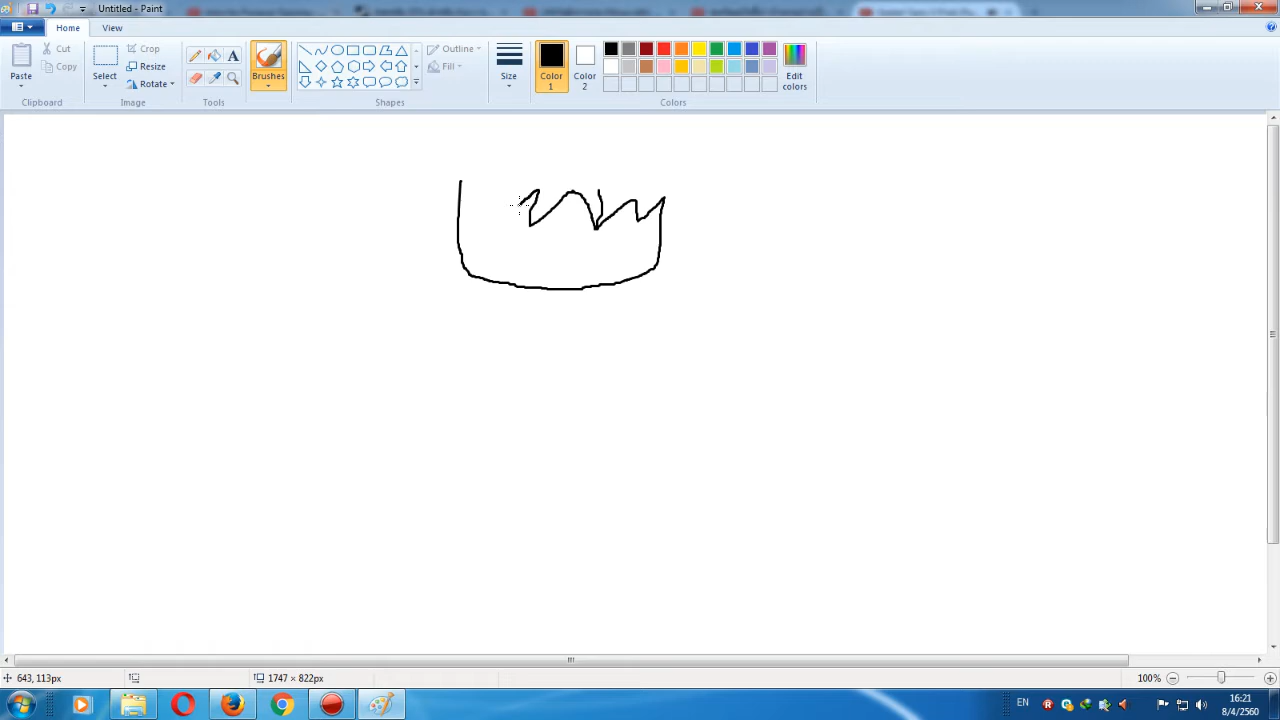 Untitled - Paint
Home
View
Paste
Cut
Copy
Clipboard
Select
Crop
Resize
Rotate
Image
A
Tools
Brushes
Shapes
Outline
Fill
Size
Color 1
Color 2
Edit colors
Colors
643, 113px
1747 × 822px
100%
EN
16:21
8/4/2560